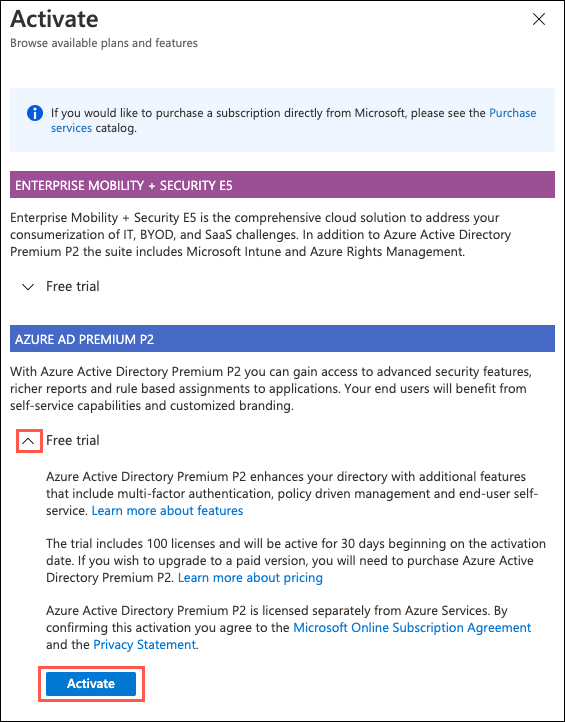 Activate
Browse available plans and features
If you would like to purchase a subscription directly from Microsoft, please see the Purchase
services catalog.
ENTERPRISE MOBILITY + SECURITY E5
Enterprise Mobility + Security E5 is the comprehensive cloud solution to address your
consumerization of IT, BYOD, and SaaS challenges. In addition to Azure Active Directory
Premium P2 the suite includes Microsoft Intune and Azure Rights Management.
Free trial
AZURE AD PREMIUM P2
With Azure Active Directory Premium P2 you can gain access to advanced security features,
richer reports and rule based assignments to applications. Your end users will benefit from
self-service capabilities and customized branding.
Free trial
Azure Active Directory Premium P2 enhances your directory with additional features
that include multi-factor authentication, policy driven management and end-user self-
service. Learn more about features
The trial includes 100 licenses and will be active for 30 days beginning on the activation
date. If you wish to upgrade to a paid version, you will need to purchase Azure Active
Directory Premium P2. Learn more about pricing
Azure Active Directory Premium P2 is licensed separately from Azure Services. By
confirming this activation you agree to the Microsoft Online Subscription Agreement
and the Privacy Statement.
Activate